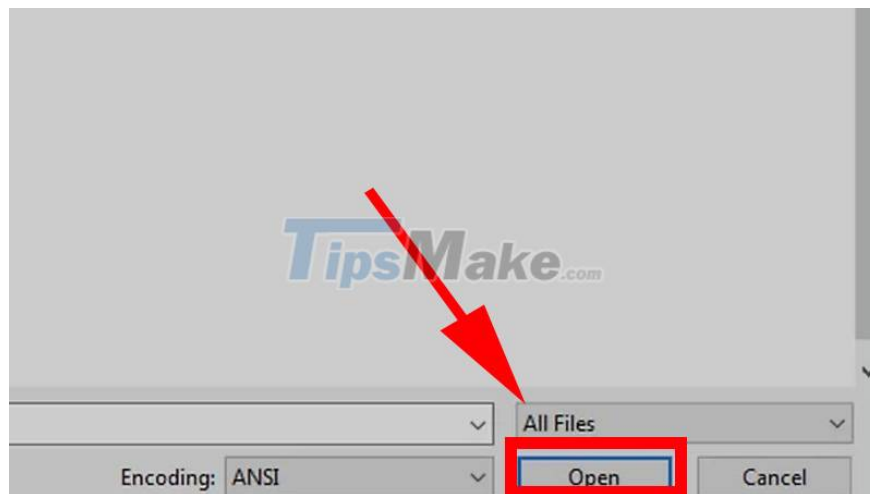 TipsMake.com
All Files
Encoding: ANSI
Open
Cancel